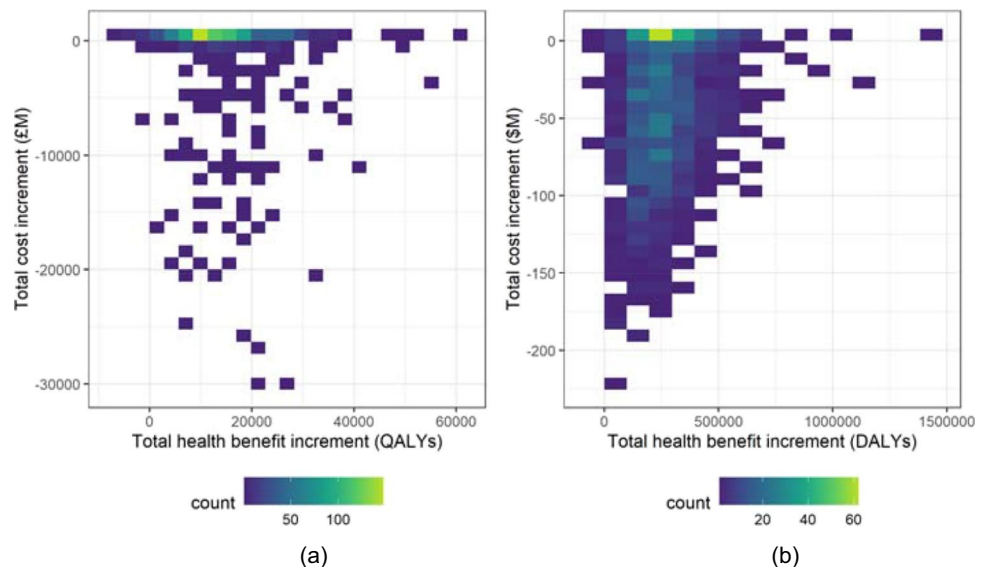 0
-10000
-20000
-30000
Total cost increment (£M)
0 20000 40000 60000
Total health benefit increment (QALYs)
count
50 100
(a)
0
-50
-100
-150
-200
Total cost increment ($M)
0 500000 1000000 1500000
Total health benefit increment (DALYs)
count
20 40 60
(b)